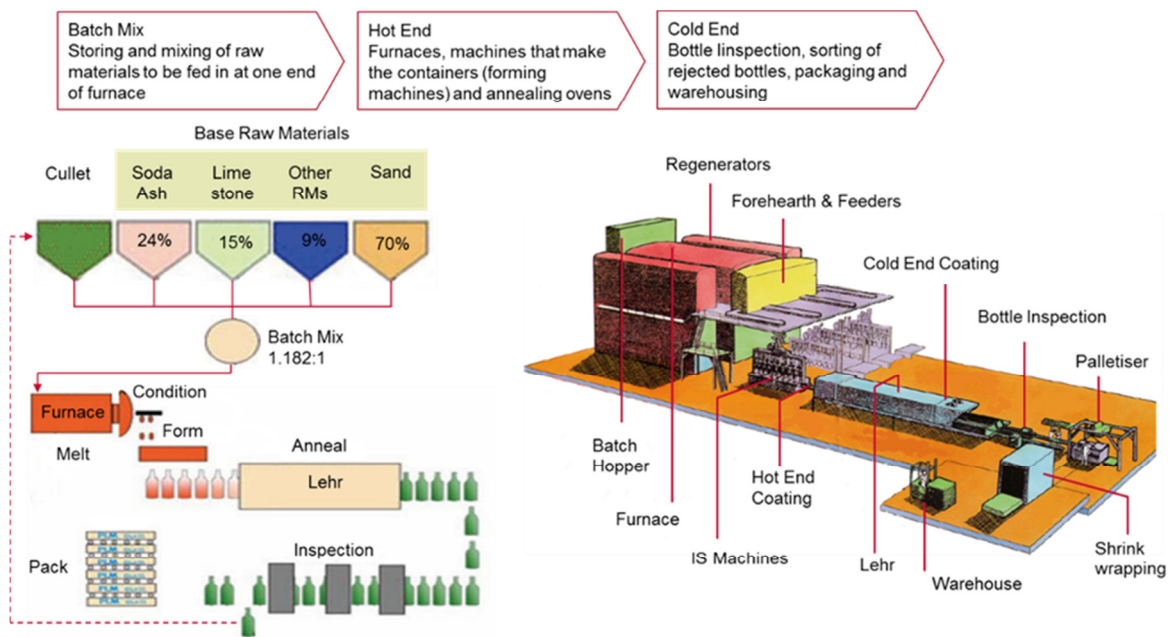 Batch Mix
Storing and mixing of raw
materials to be fed in at one end
of furnace
Hot End
Furnaces, machines that make
the containers (forming
machines) and annealing ovens
Cold End
Bottle Iinspection, sorting of
rejected bottles, packaging and
warehousing
Base Raw Materials
Cullet
Soda
Ash
Lime
stone
Other
RMs
Sand
24%
15%
9%
70%
Batch Mix
1.182:1
Furnace
Condition
Form
Melt
Anneal
Lehr
Inspection
Pack
Regenerators
Forehearth & Feeders
Cold End Coating
Bottle Inspection
Palletiser
Batch
Hopper
Furnace
Hot End
Coating
IS Machines
Lehr
Warehouse
Shrink
wrapping